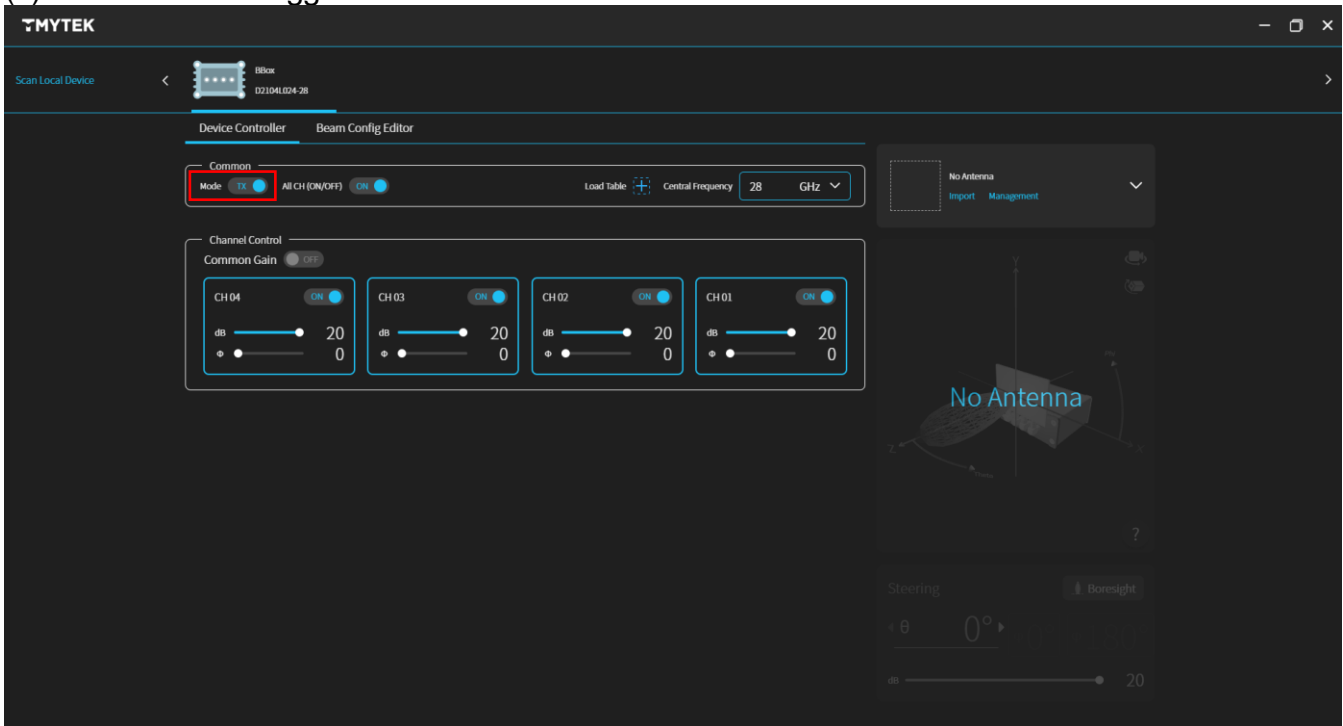 TMYTEK
Scan Local Device
BBox
D2104L024-28
Device Controller Beam Config Editor
Common
Mode TX All CH (ON/OFF) ON Load Table Central Frequency 28 GHz
No Antenna
Import Management
Channel Control
Common Gain OFF
CH 04 ON CH 03 ON CH 02 ON CH 01 ON
dB 20 dB 20 dB 20 dB 20
Φ 0 Φ 0 Φ 0 Φ 0
Y
No Antenna
Z X
?
Steering Boresight
θ 0°
dB 20